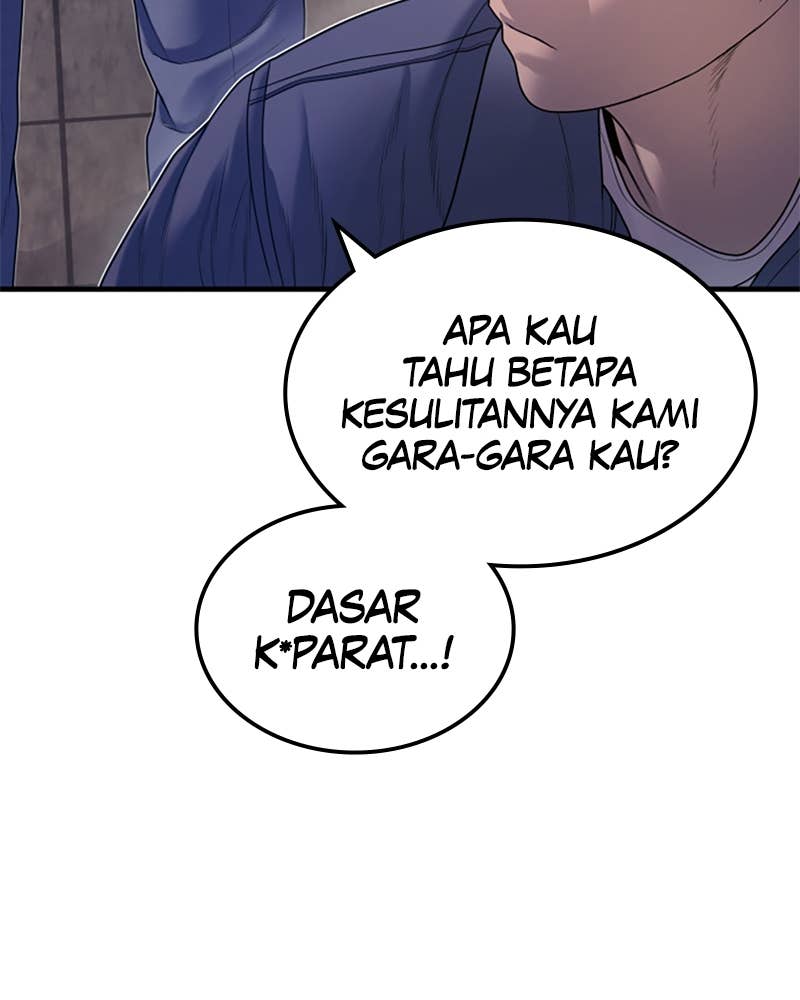 APA KAU
TAHU BETAPA
KESULITANNYA KAMI
GARA-GARA KAU?
DASAR
K*PARAT...!